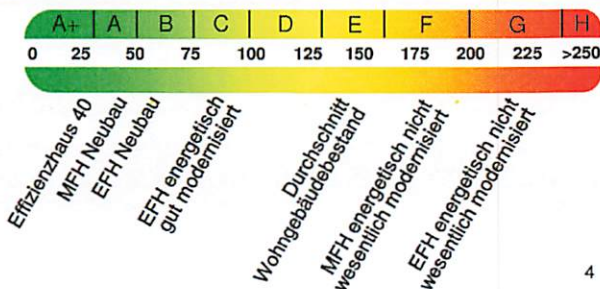 A+ A B C D E F G H
0 25 50 75 100 125 150 175 200 225 >250
Effizienzhaus 40
MFH Neubau
EFH Neubau
EFH energetisch
gut modernisiert
Durchschnitt
Wohngebäudebestand
MFH energetisch nicht
wesentlich modernisiert
EFH energetisch nicht
wesentlich modernisiert
4